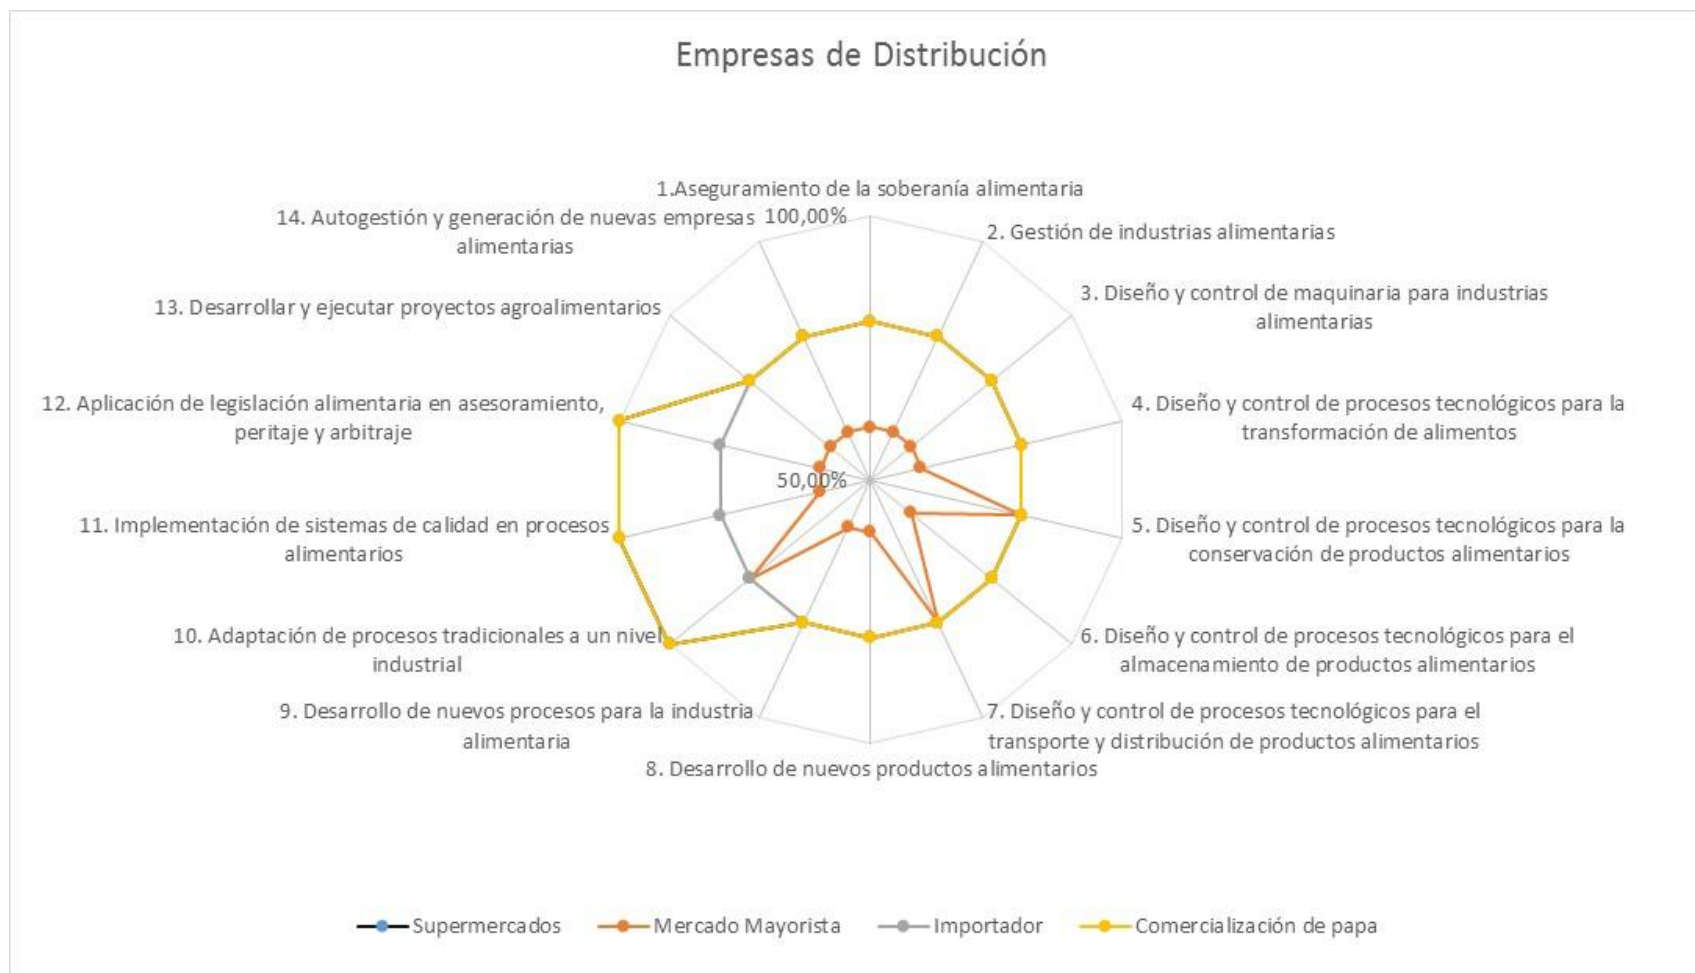 Empresas de Distribución
1.Aseguramiento de la soberanía alimentaria
100,00%
50,00%
2. Gestión de industrias alimentarias
3. Diseño y control de maquinaria para industrias
alimentarias
4. Diseño y control de procesos tecnológicos para la
transformación de alimentos
5. Diseño y control de procesos tecnológicos para la
conservación de productos alimentarios
6. Diseño y control de procesos tecnológicos para el
almacenamiento de productos alimentarios
7. Diseño y control de procesos tecnológicos para el
transporte y distribución de productos alimentarios
8. Desarrollo de nuevos productos alimentarios
9. Desarrollo de nuevos procesos para la industria
alimentaria
10. Adaptación de procesos tradicionales a un nivel
industrial
11. Implementación de sistemas de calidad en procesos
alimentarios
12. Aplicación de legislación alimentaria en asesoramiento,
peritaje y arbitraje
13. Desarrollar y ejecutar proyectos agroalimentarios
14. Autogestión y generación de nuevas empresas
alimentarias
Supermercados
Mercado Mayorista
Importador
Comercialización de papa